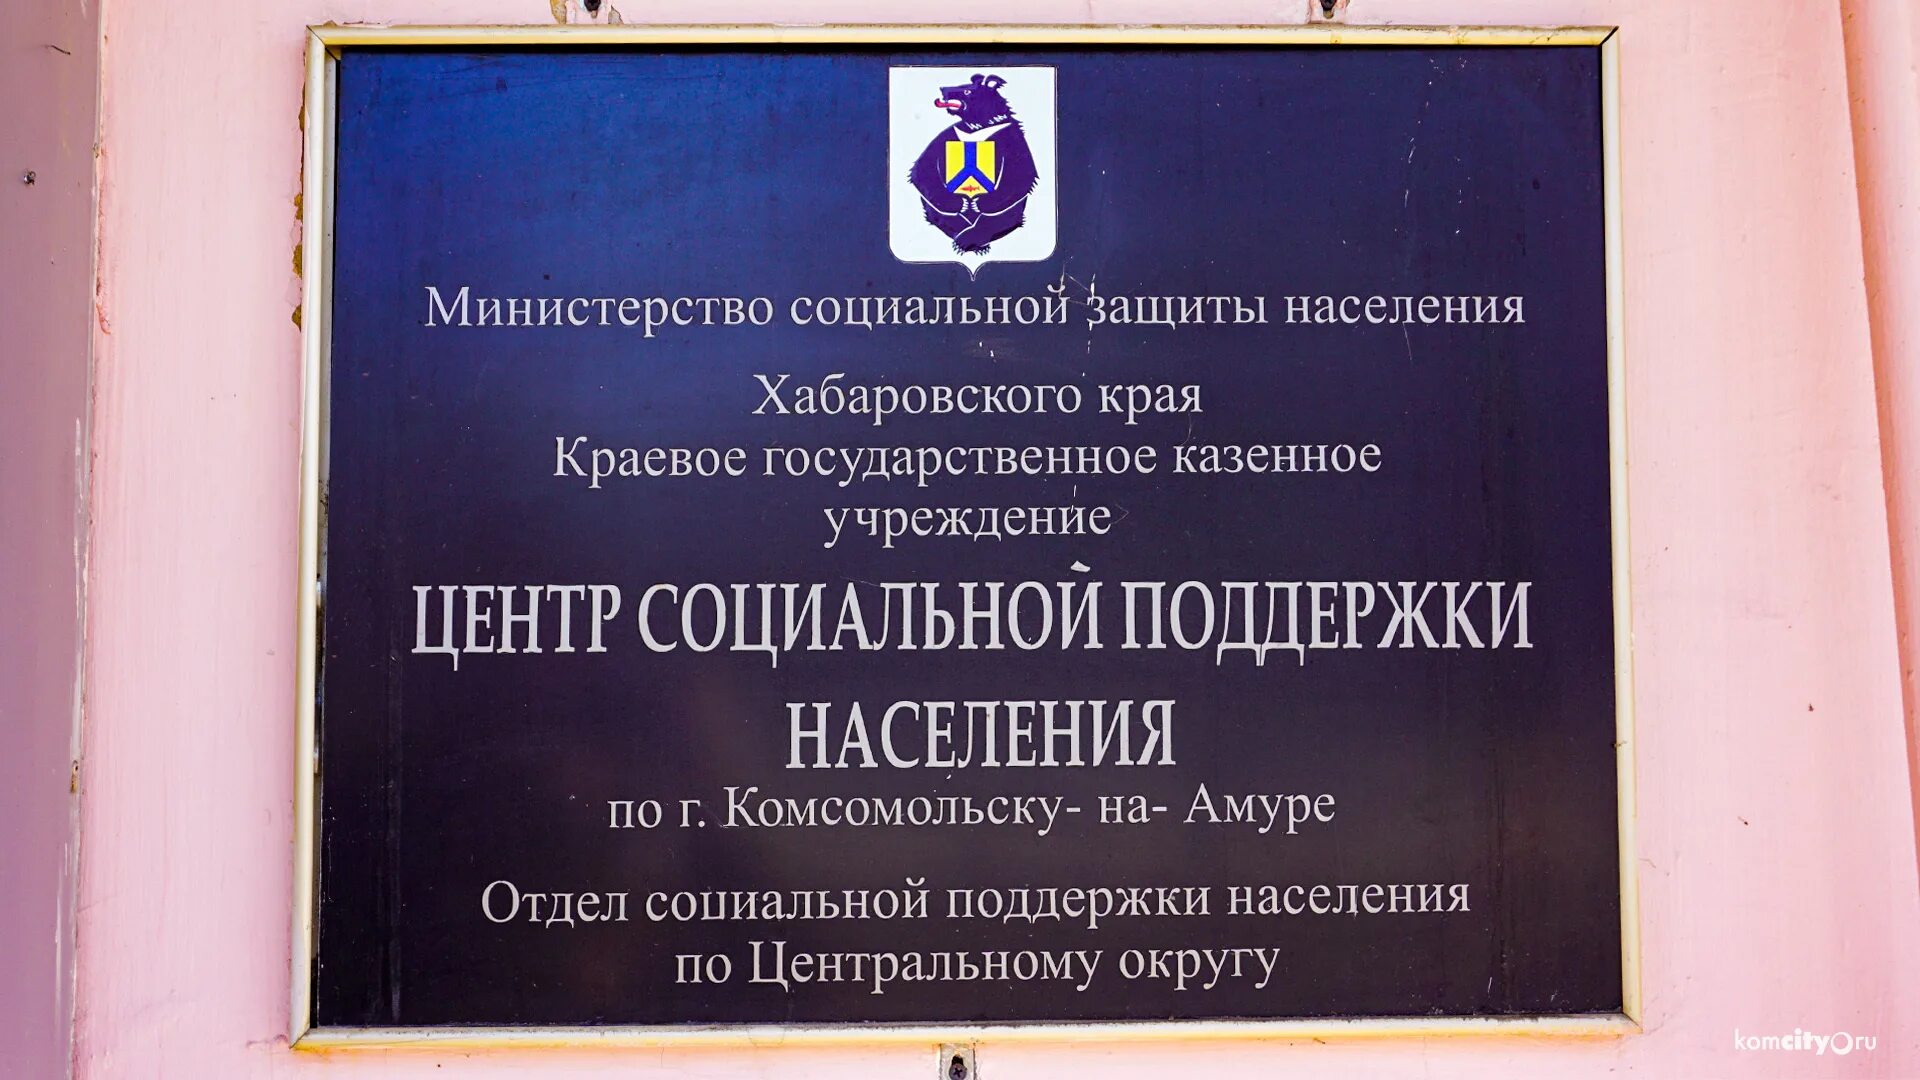 Министерство социальной защиты населения
Хабаровского края
Краевое государственное казенное
учреждение
ЦЕНТР СОЦИАЛЬНОЙ ПОДДЕРЖКИ
НАСЕЛЕНИЯ
по г. Комсомольску- на- Амуре
Отдел социальной поддержки населения
по Центральному округу
komcity.ru